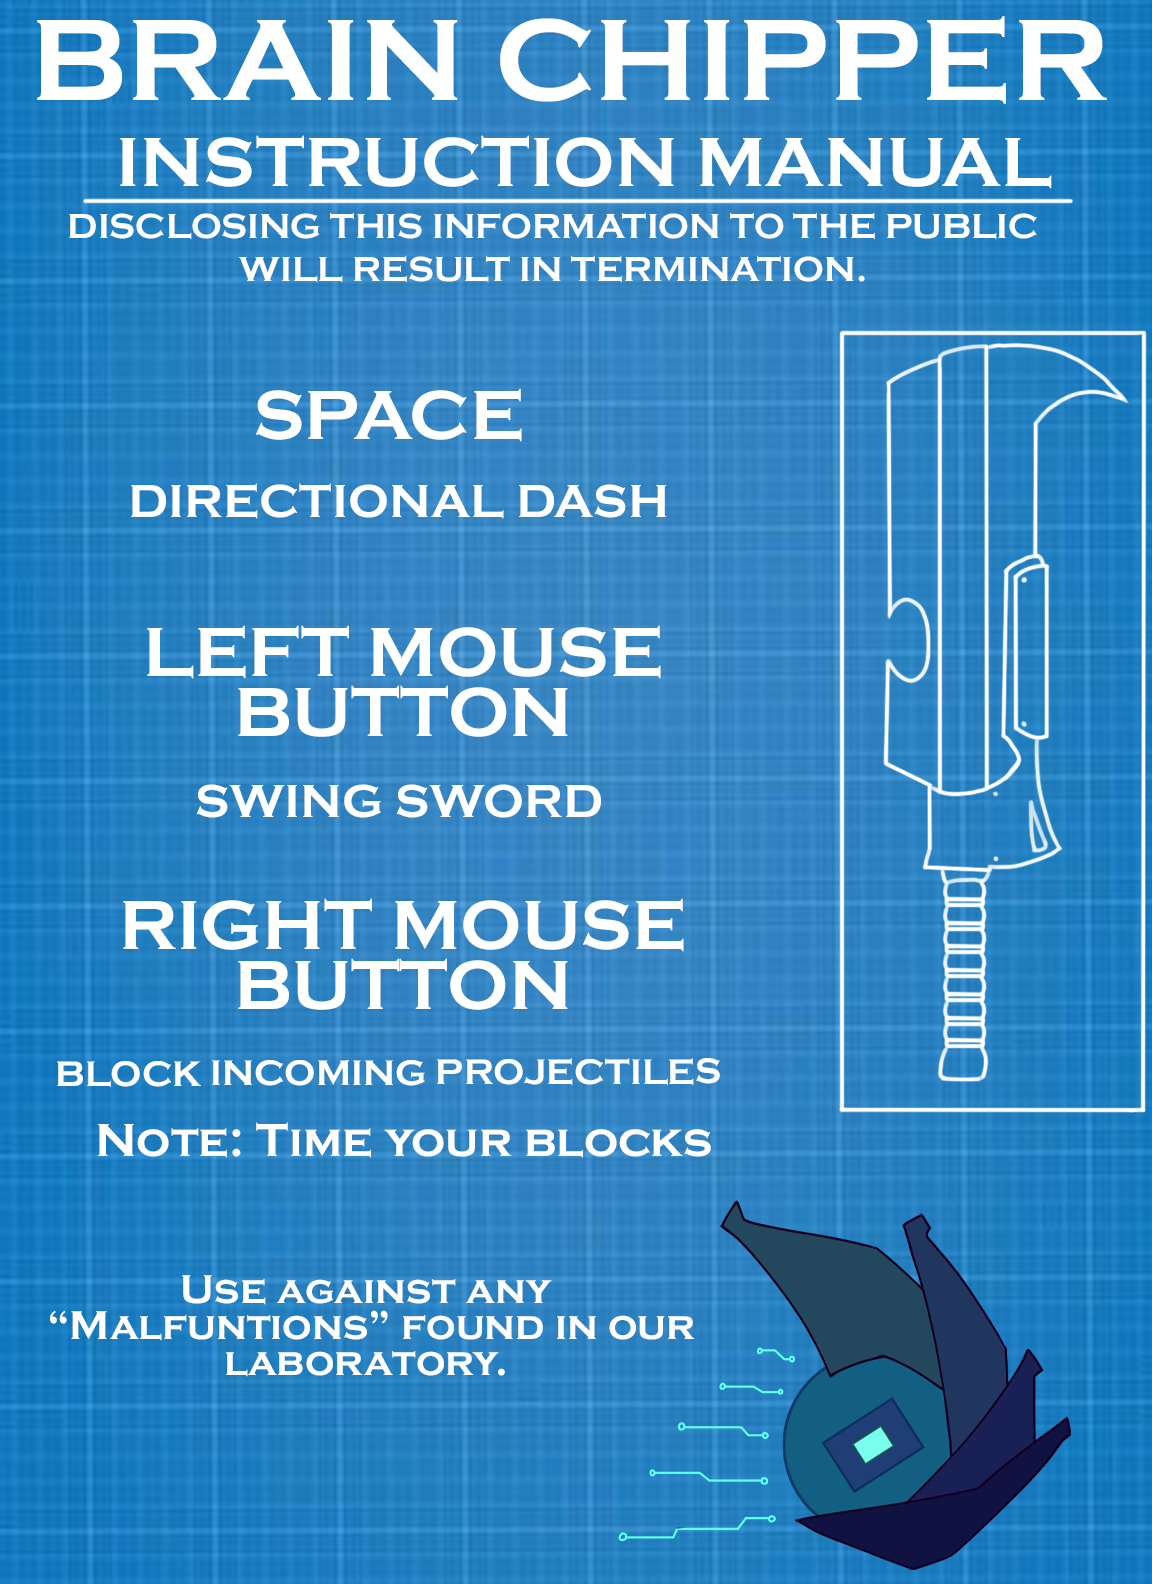 BRAIN CHIPPER
INSTRUCTION MANUAL
DISCLOSING THIS INFORMATION TO THE PUBLIC
WILL RESULT IN TERMINATION.
SPACE
DIRECTIONAL DASH
LEFT MOUSE
BUTTON
SWING SWORD
RIGHT MOUSE
BUTTON
BLOCK INCOMING PROJECTILES
NOTE: TIME YOUR BLOCKS
USE AGAINST ANY
“MALFUNTIONS” FOUND IN OUR
LABORATORY.